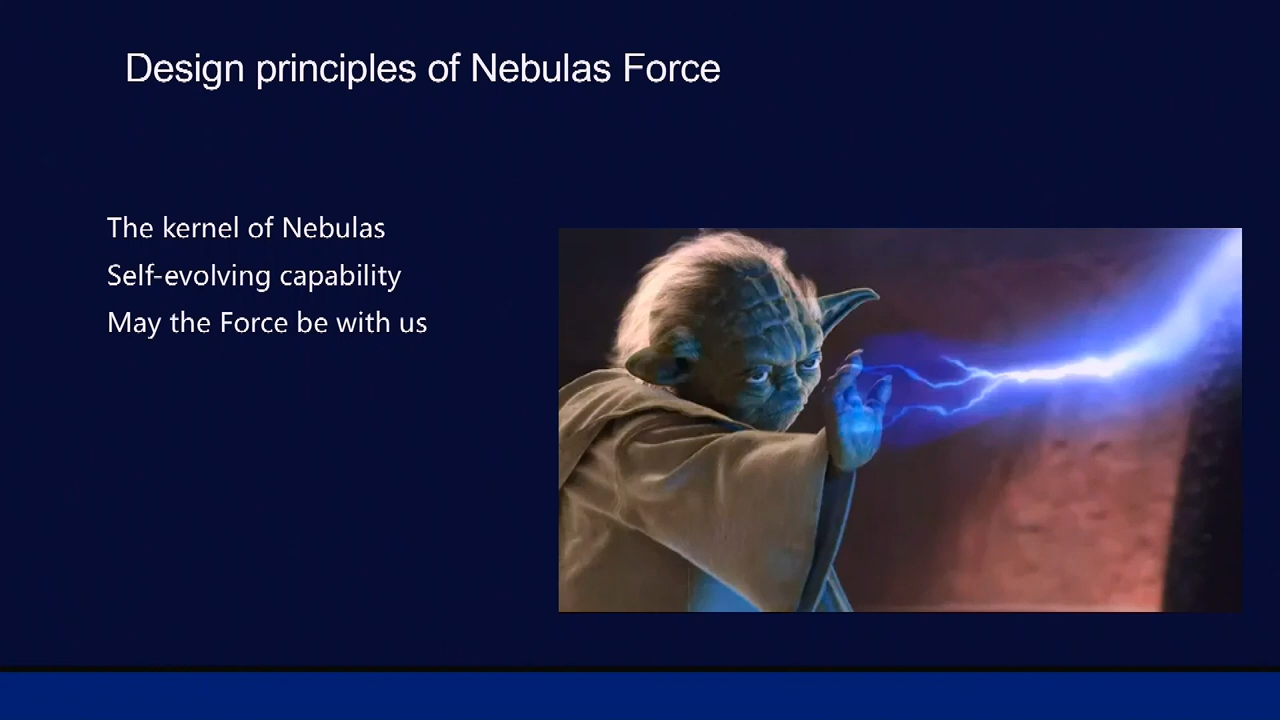 Design principles of Nebulas Force
The kernel of Nebulas
Self-evolving capability
May the Force be with us